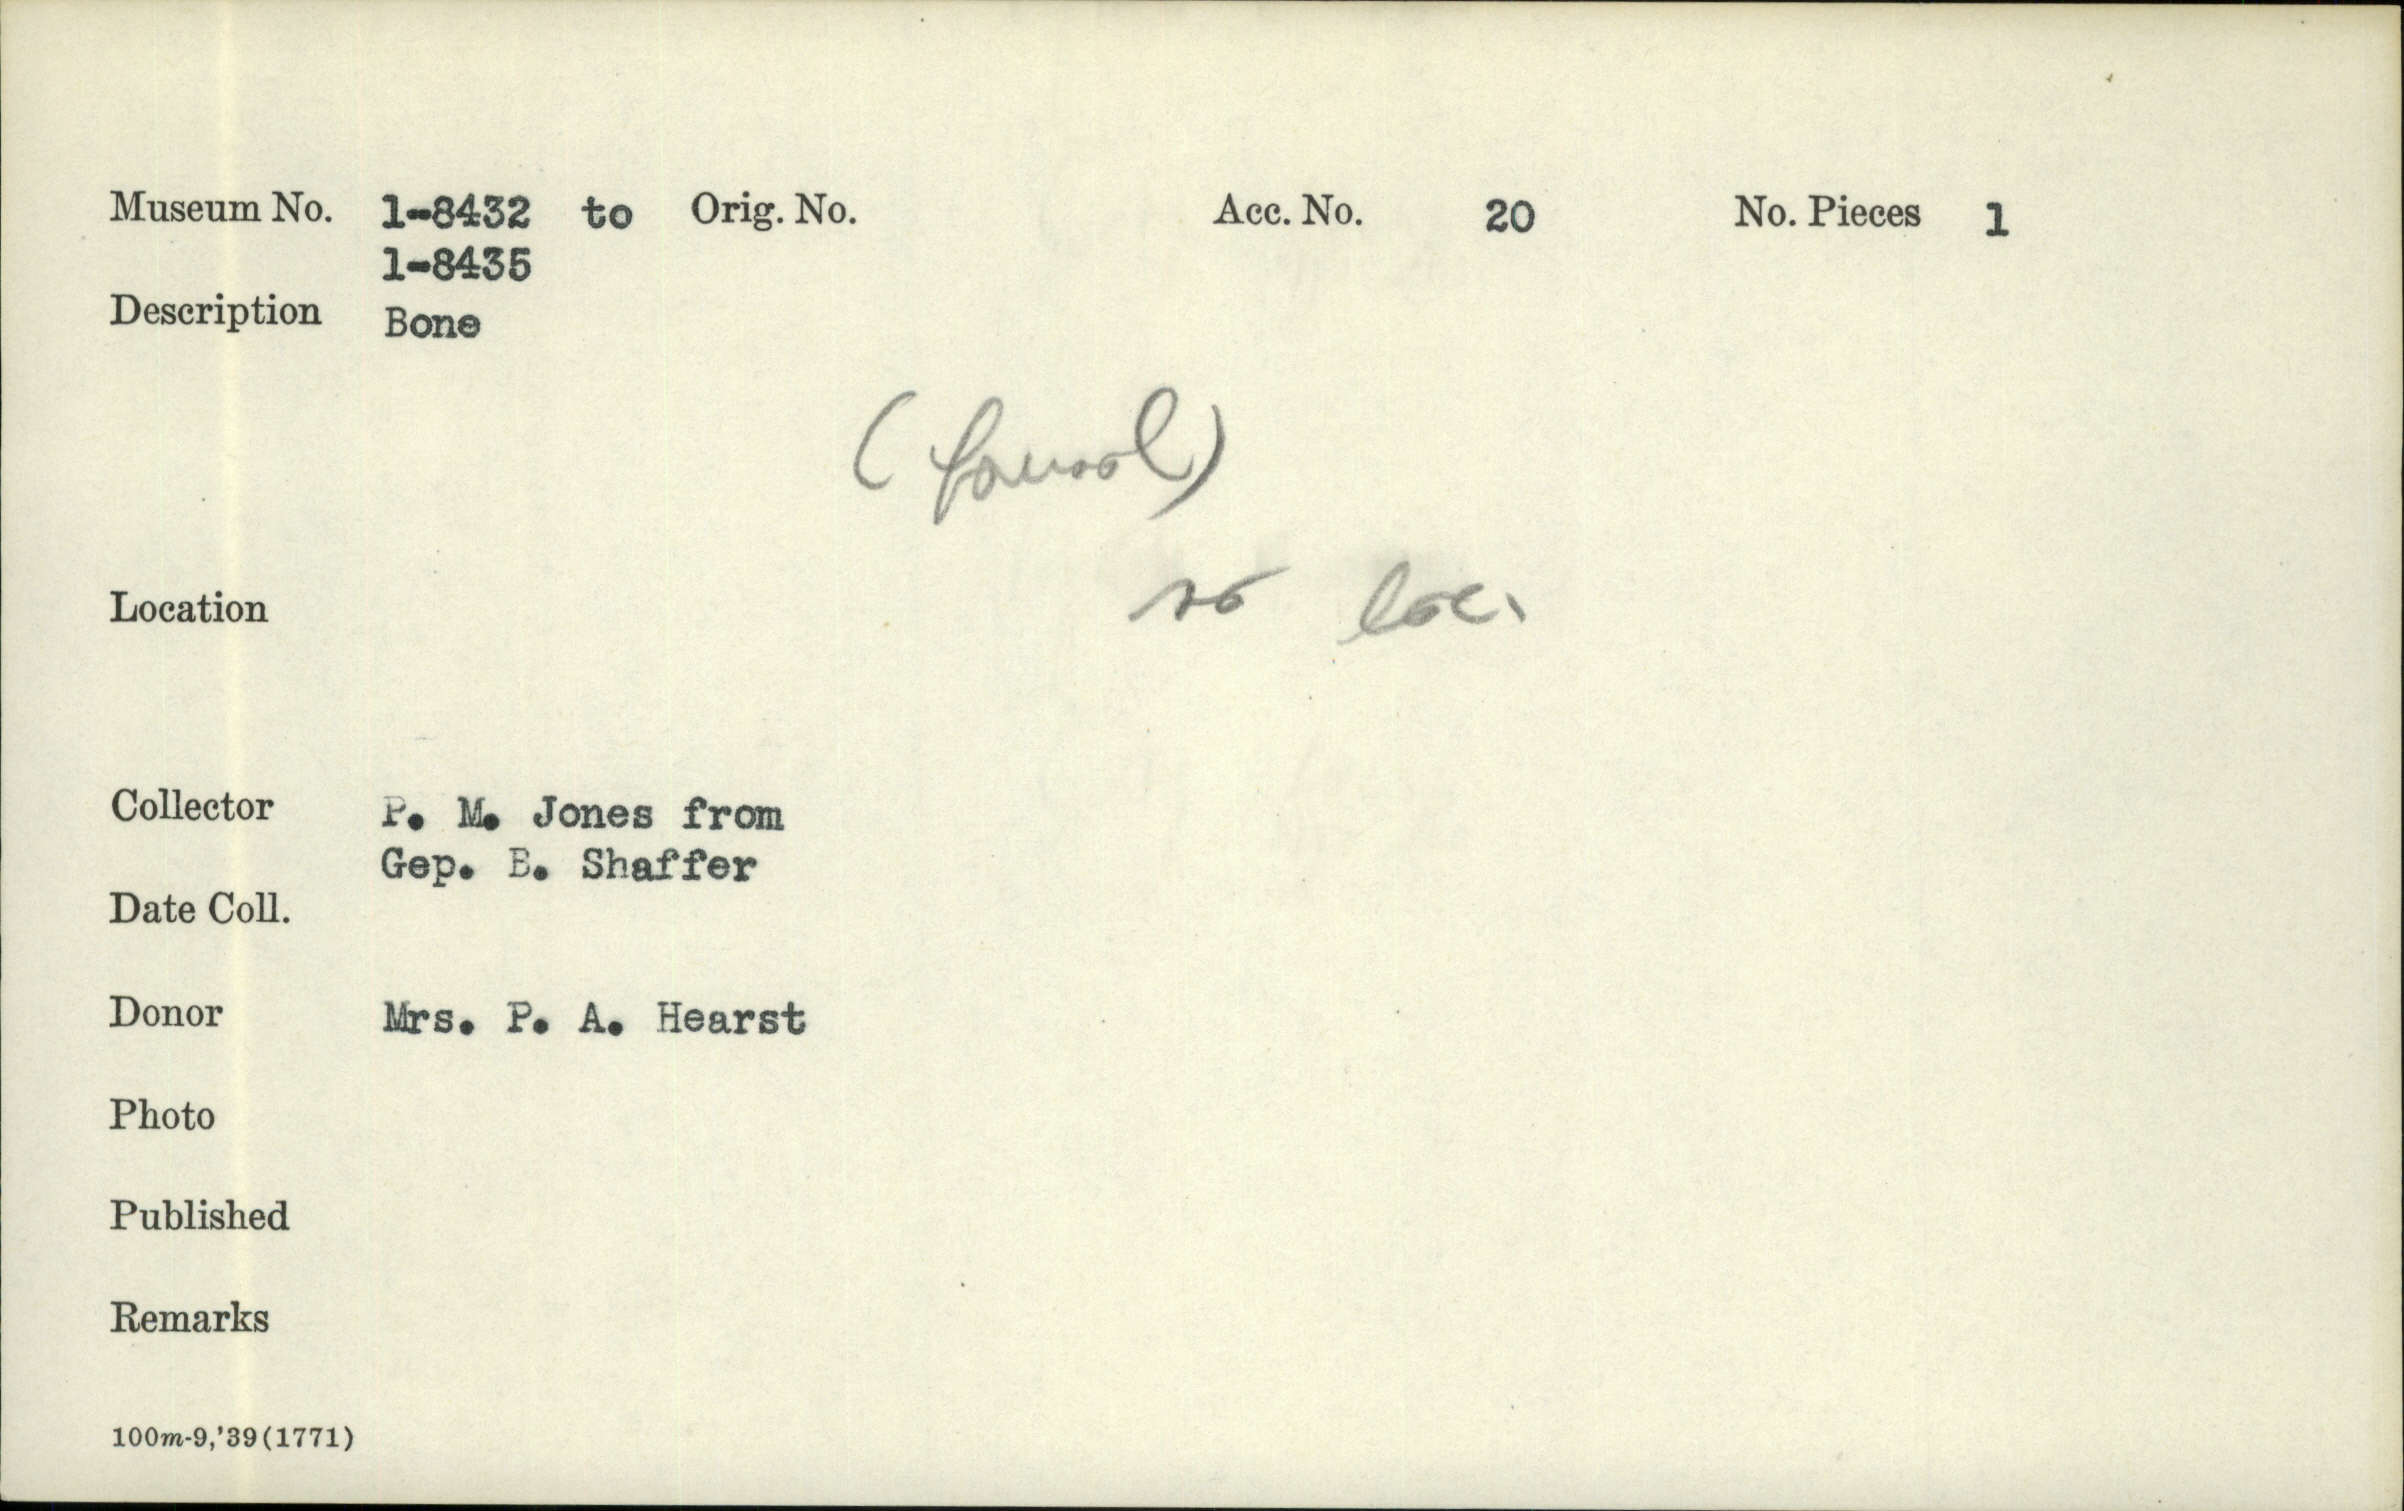 Museum No. 1-8432 to Orig. No. Acc. No. 20 No. Pieces 1
1-8435
Description Bone
(found)
Location no loc.
Collector P. M. Jones from
Gep. B. Shaffer
Date Coll.
Donor Mrs. P. A. Hearst
Photo
Published
Remarks
100m-9,'39(1771)